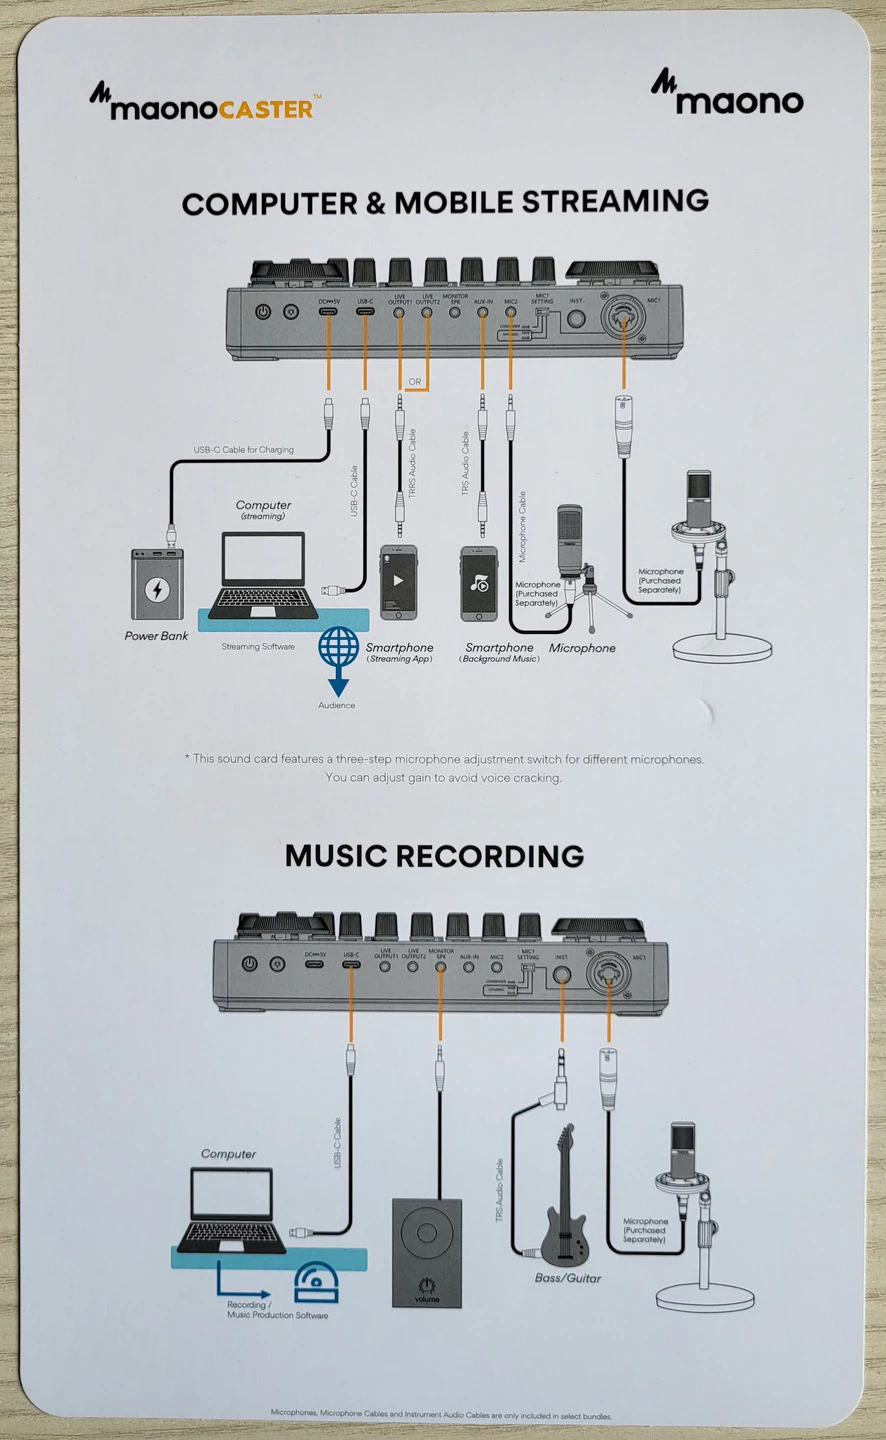 maonoCASTER™
maono
COMPUTER & MOBILE STREAMING
DC⎓5V
USB-C
LIVE
OUTPUT1
LIVE
OUTPUT2
MONITOR
SPK
AUX-IN
MIC2
MIC1
SETTING
INST.
MIC1
OR
USB-C Cable for Charging
USB-C Cable
TRRS Audio Cable
TRS Audio Cable
Microphone Cable
Computer
(streaming)
Microphone
(Purchased
Separately)
Microphone
(Purchased
Separately)
Power Bank
Streaming Software
Smartphone
(Streaming App)
Smartphone
(Background Music)
Microphone
Audience
* This sound card features a three-step microphone adjustment switch for different microphones.
You can adjust gain to avoid voice cracking.
MUSIC RECORDING
DC⎓5V
USB-C
LIVE
OUTPUT1
LIVE
OUTPUT2
MONITOR
SPK
AUX-IN
MIC2
MIC1
SETTING
INST.
MIC1
USB-C Cable
TRS Audio Cable
Computer
Microphone
(Purchased
Separately)
Bass/Guitar
volume
Recording /
Music Production Software
Microphones, Microphone Cables and Instrument Audio Cables are only included in select bundles.